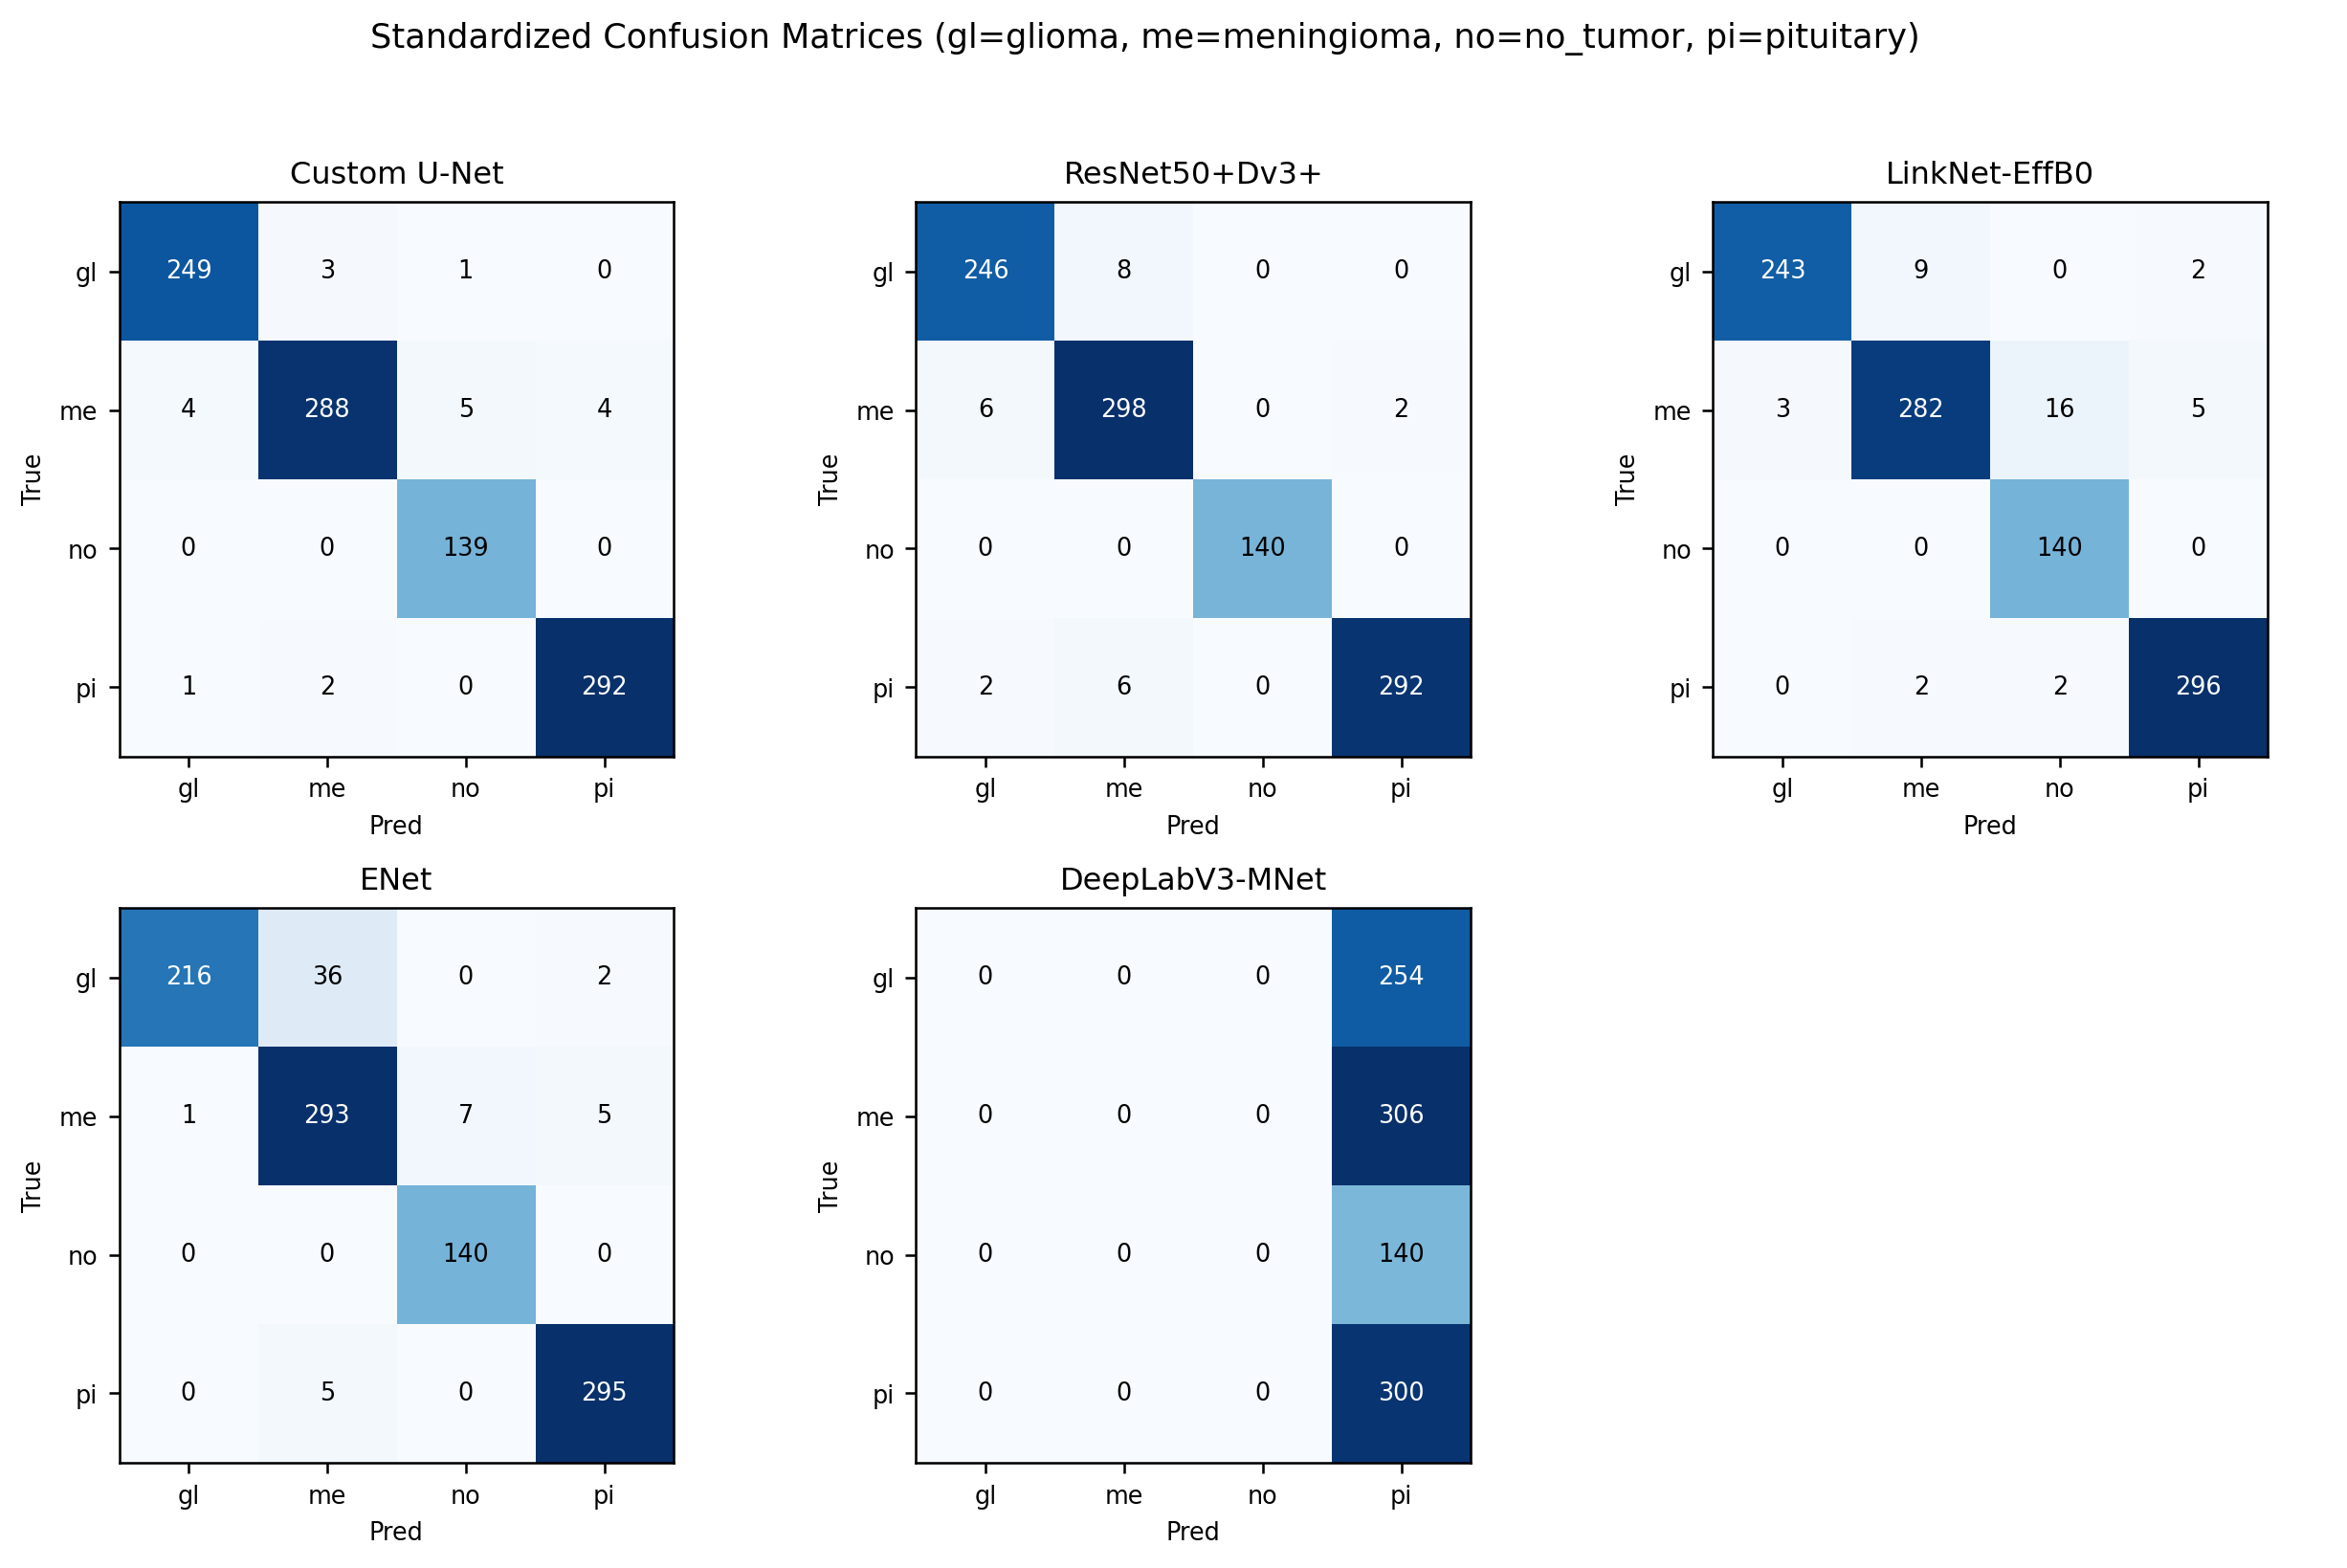 Standardized Confusion Matrices (gl=glioma, me=meningioma, no=no_tumor, pi=pituitary)
Custom U-Net
True
gl 249 3 1 0
me 4 288 5 4
no 0 0 139 0
pi 1 2 0 292
gl me no pi
Pred
ResNet50+Dv3+
True
gl 246 8 0 0
me 6 298 0 2
no 0 0 140 0
pi 2 6 0 292
gl me no pi
Pred
LinkNet-EffB0
True
gl 243 9 0 2
me 3 282 16 5
no 0 0 140 0
pi 0 2 2 296
gl me no pi
Pred
ENet
True
gl 216 36 0 2
me 1 293 7 5
no 0 0 140 0
pi 0 5 0 295
gl me no pi
Pred
DeepLabV3-MNet
True
gl 0 0 0 254
me 0 0 0 306
no 0 0 0 140
pi 0 0 0 300
gl me no pi
Pred